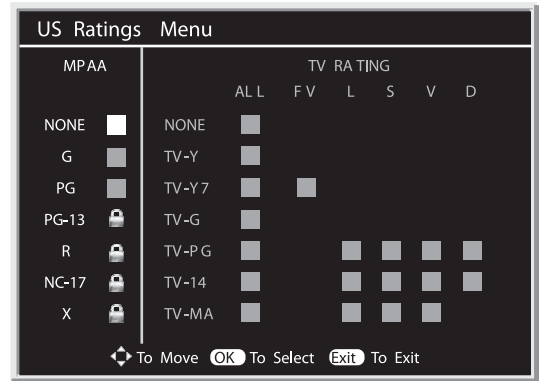 US Ratings Menu
MPAA
TV RATING
ALL FV L S V D
NONE NONE
G TV-Y
PG TV-Y7
PG-13 TV-G
R TV-PG
NC-17 TV-14
X TV-MA
To Move OK To Select Exit To Exit